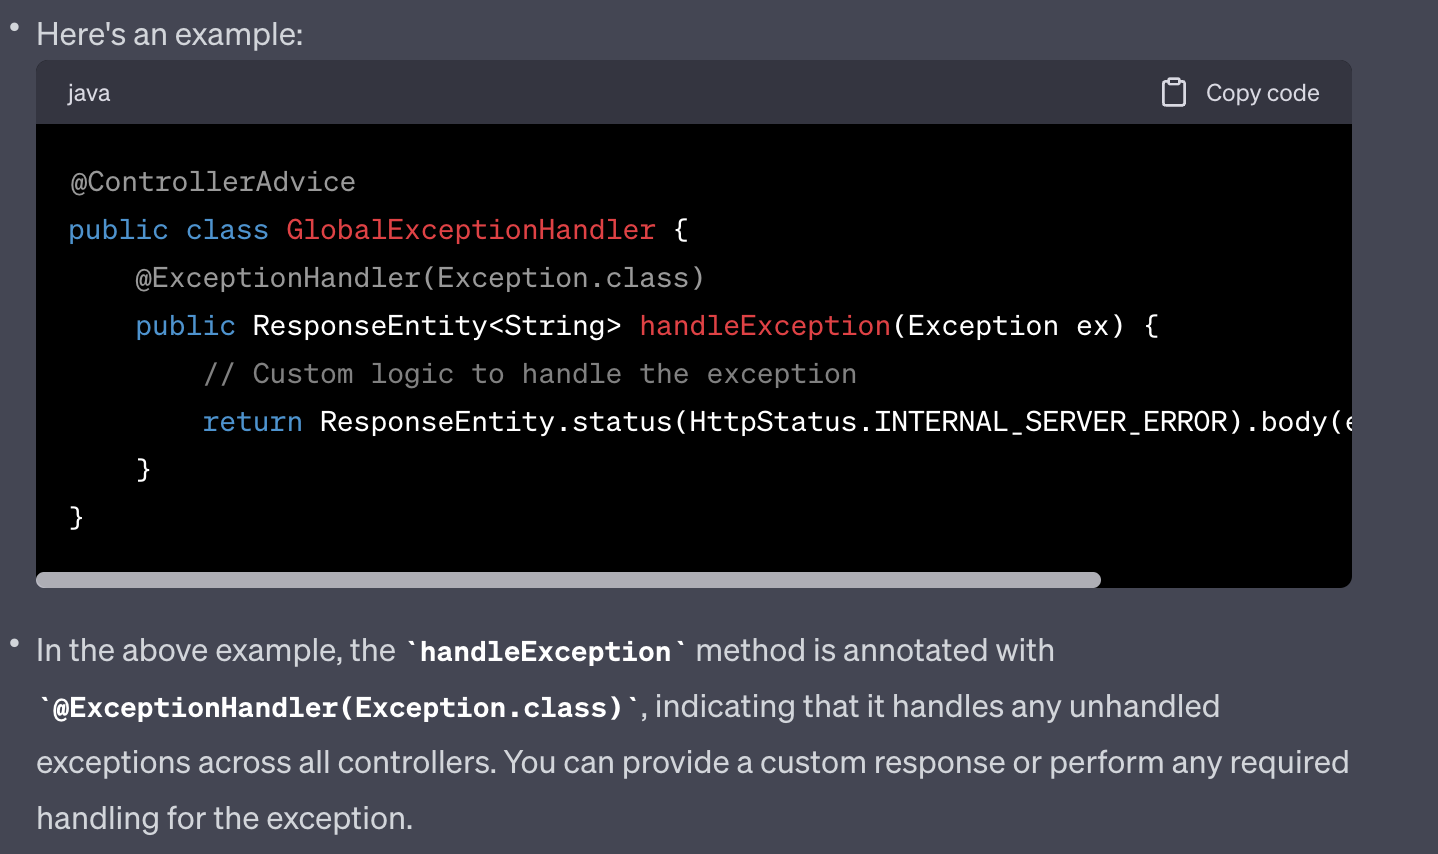 • Here's an example:
java Copy code
@ControllerAdvice
public class GlobalExceptionHandler {
    @ExceptionHandler(Exception.class)
    public ResponseEntity<String> handleException(Exception ex) {
        // Custom logic to handle the exception
        return ResponseEntity.status(HttpStatus.INTERNAL_SERVER_ERROR).body(
    }
}
• In the above example, the `handleException` method is annotated with
`@ExceptionHandler(Exception.class)`, indicating that it handles any unhandled
exceptions across all controllers. You can provide a custom response or perform any required
handling for the exception.